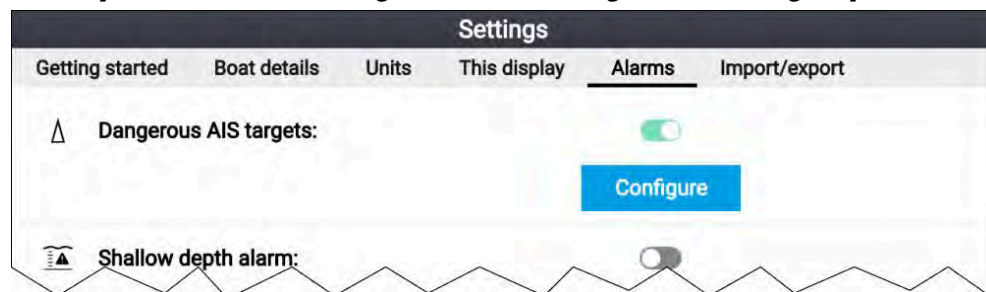 Settings
Getting started Boat details Units This display Alarms Import/export
Dangerous AIS targets:
Configure
Shallow depth alarm: